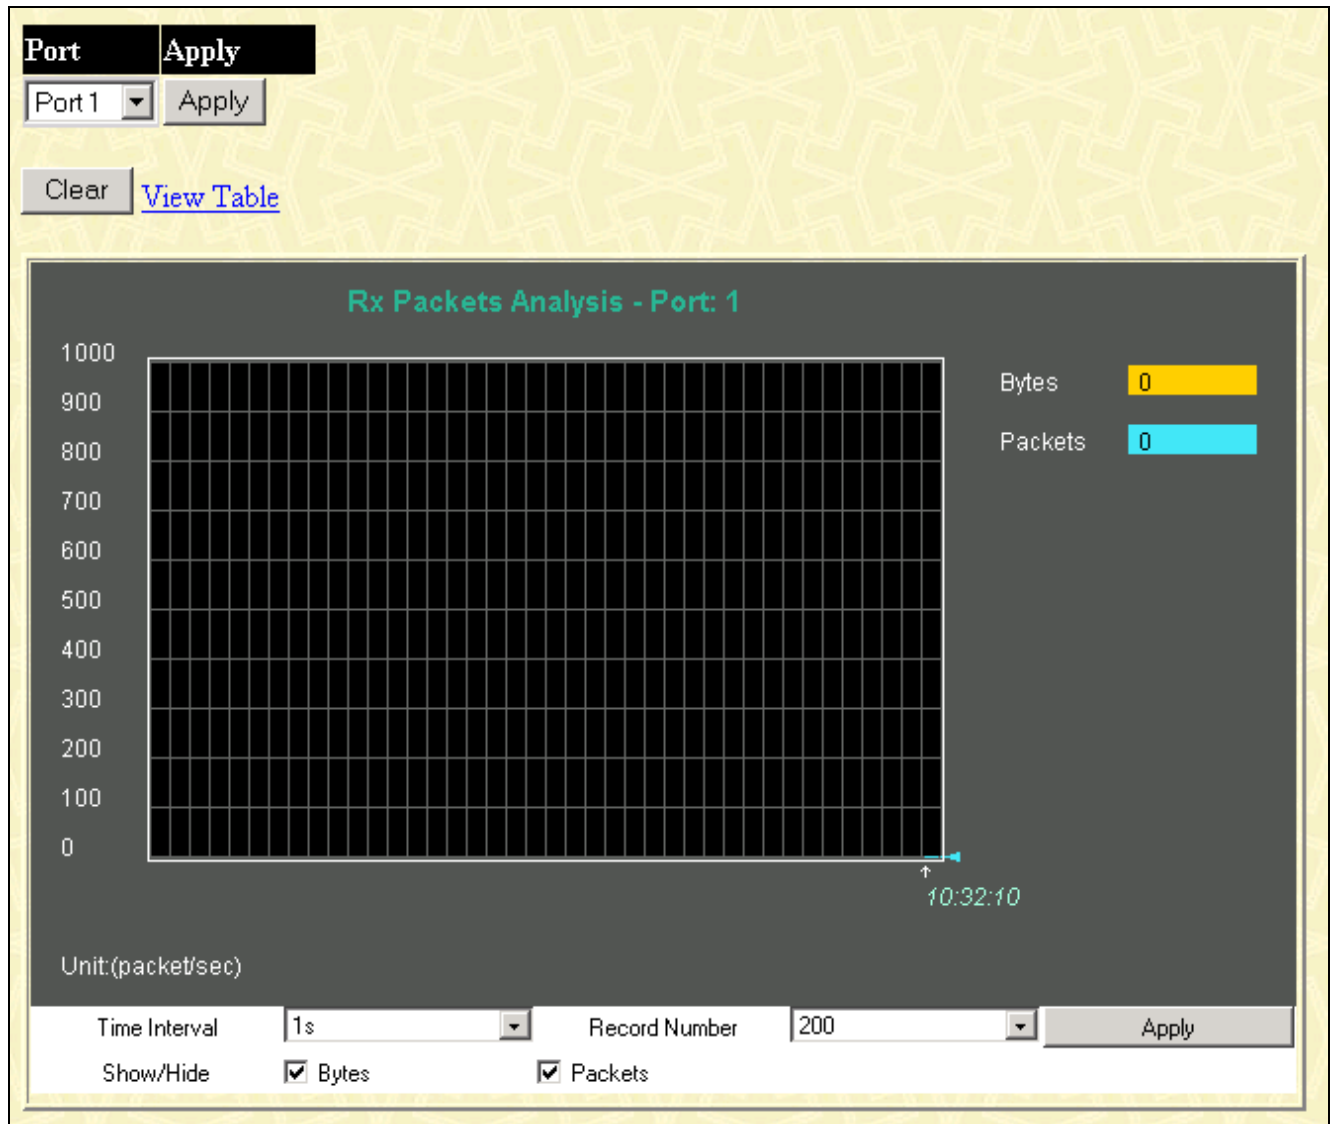 Port Apply
Port 1 Apply
Clear View Table
Rx Packets Analysis - Port: 1
1000
900
800
700
600
500
400
300
200
100
0
Bytes 0
Packets 0
10:32:10
Unit:(packet/sec)
Time Interval 1s Record Number 200 Apply
Show/Hide Bytes Packets